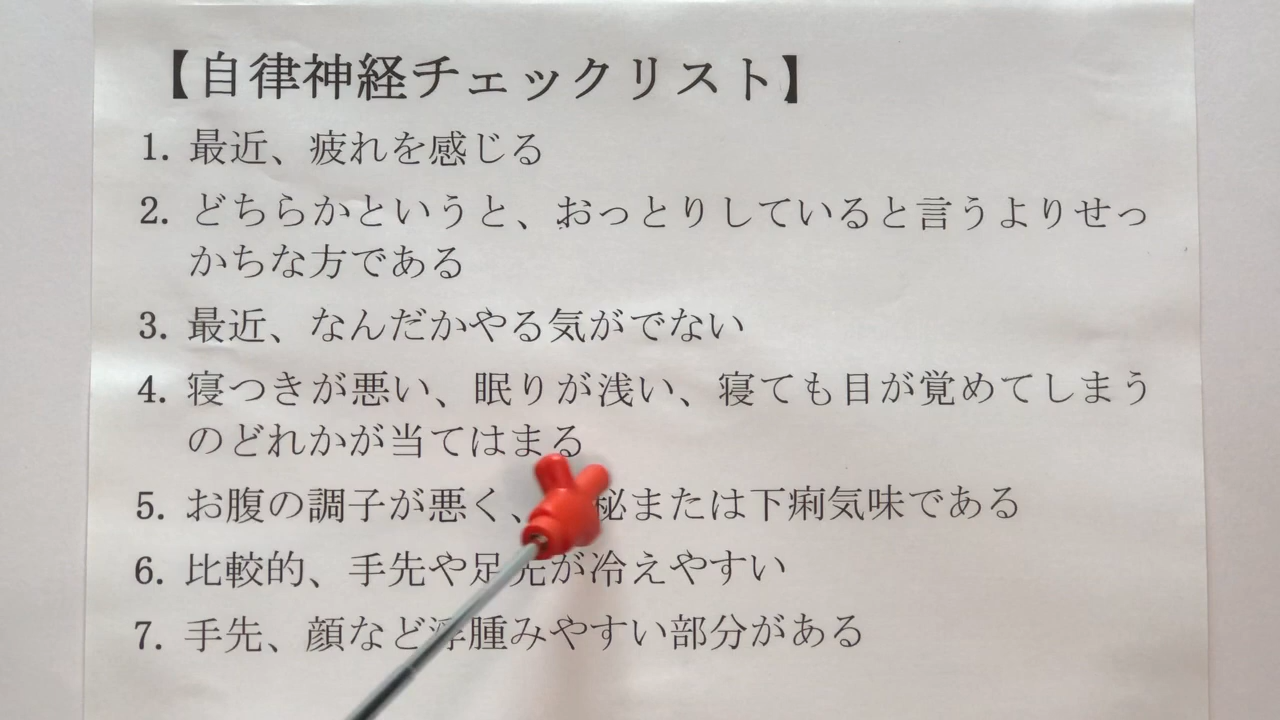 【自律神経チェックリスト】
1. 最近、疲れを感じる
2. どちらかというと、おっとりしていると言うよりせっ
かちな方である
3. 最近、なんだかやる気がでない
4. 寝つきが悪い、眠りが浅い、寝ても目が覚めてしまう
のどれかが当てはまる
5. お腹の調子が悪く、秘または下痢気味である
6. 比較的、手先や足先が冷えやすい
7. 手先、顔など浮腫みやすい部分がある